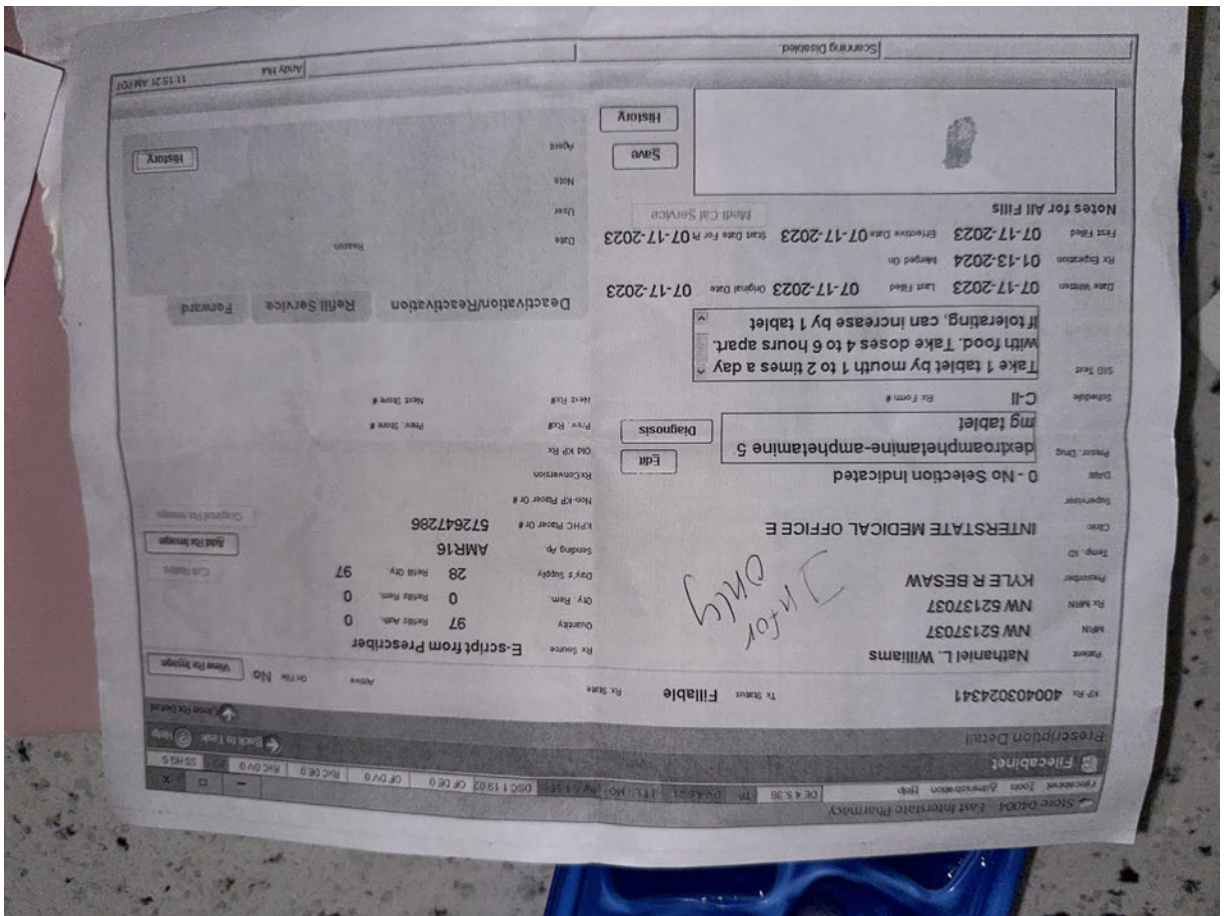 Store 04004 - East Interstate Pharmacy
Filecabinet Tools Administration Help
Filecabinet
Prescription Detail
Back to Task Help
Close Rx Detail
KP Rx 400403024341 Tx Status Fillable Rx State Active On File No View Rx Image
Patient Nathaniel L. Williams
MRN NW 52137037
Rx MRN NW 52137037
Prescriber KYLE R BESAW
Temp. ID
Clinic INTERSTATE MEDICAL OFFICE E
Supervisor
DAW 0 - No Selection Indicated
Prescr. Drug dextroamphetamine-amphetamine 5
mg tablet
Edit
Diagnosis
Schedule C-II Rx Form #
SIG Text Take 1 tablet by mouth 1 to 2 times a day
with food. Take doses 4 to 6 hours apart.
If tolerating, can increase by 1 tablet
Date Written 07-17-2023 Last Filled 07-17-2023 Original Date 07-17-2023
Rx Expiration 01-13-2024 Merged On
First Filled 07-17-2023 Effective Date 07-17-2023 Start Date For Pt 07-17-2023
Notes for All Fills Medi Cal Service
Save
History
Info
only
Rx Source E-script from Prescriber
Quantity 97 Refills Auth. 0
Qty. Rem. 0 Refills Rem. 0
Day's Supply 28 Refill Qty. 97
Sending Ap. AMR16
KPHC Placer Or # 572647286
Non-KP Placer Or #
Rx Conversion
Old KP Rx
Prev. Rx# Prev. Store #
Next Rx# Next Store #
Add Rx Image
Original Rx Image
Deactivation/Reactivation Refill Service Forward
Date Reason
User
Note
Agent
History
Scanning Disabled Andy Hui 11:15:21 AM PDT